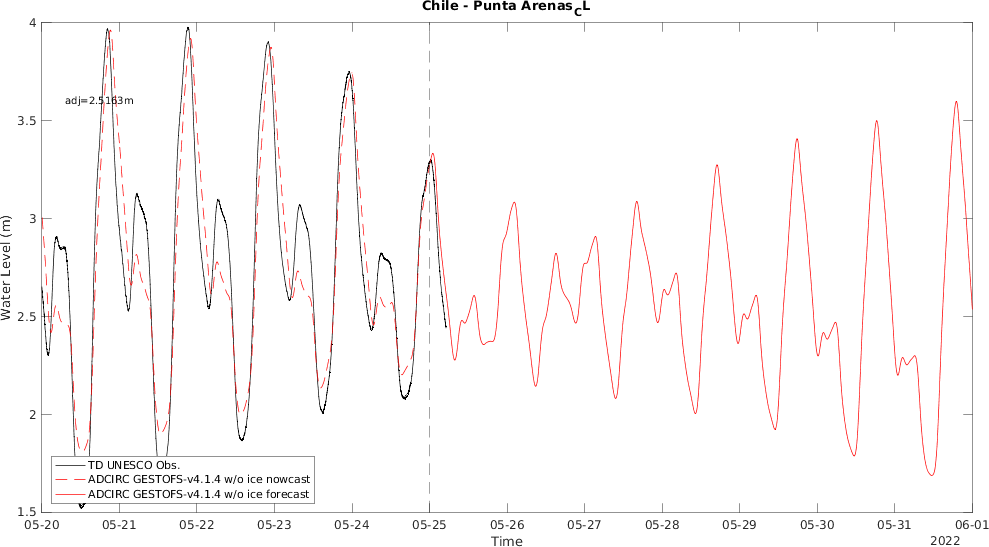 Chile - Punta Arenas_CL
adj=2.5163m
Water Level (m)
4
3.5
3
2.5
2
1.5
TD UNESCO Obs.
ADCIRC GESTOFS-v4.1.4 w/o ice nowcast
ADCIRC GESTOFS-v4.1.4 w/o ice forecast
05-20 05-21 05-22 05-23 05-24 05-25 05-26 05-27 05-28 05-29 05-30 05-31 06-01
Time
2022